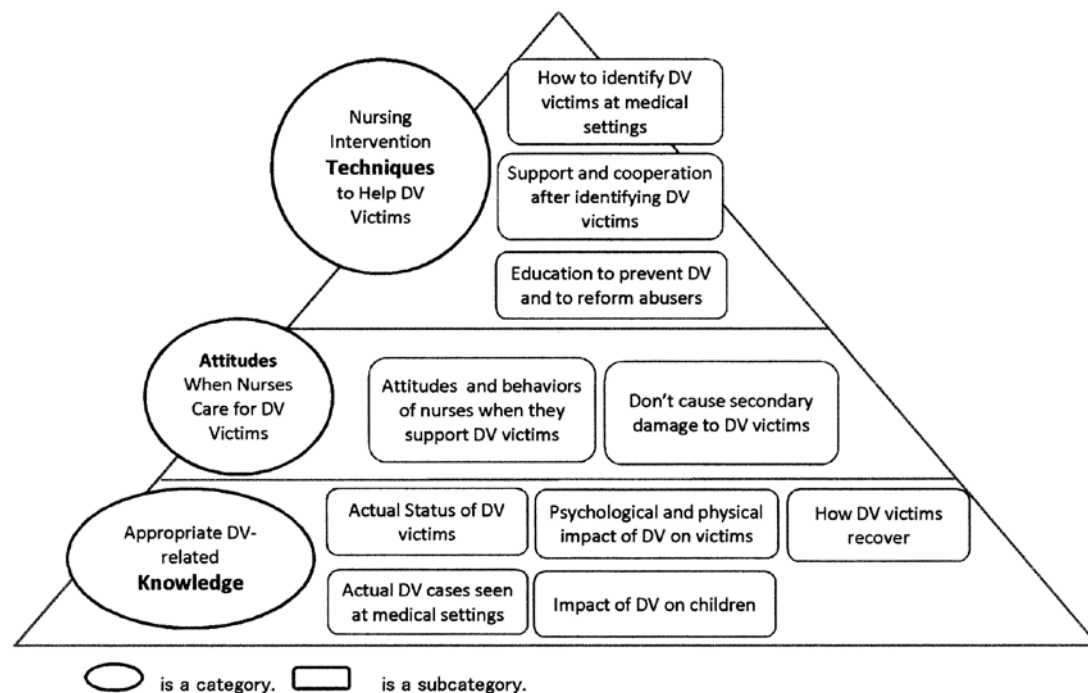 Nursing
Intervention
Techniques
to Help DV
Victims
How to identify DV
victims at medical
settings
Support and cooperation
after identifying DV
victims
Education to prevent DV
and to reform abusers
Attitudes
When Nurses
Care for DV
Victims
Attitudes and behaviors
of nurses when they
support DV victims
Don't cause secondary
damage to DV victims
Appropriate DV-
related
Knowledge
Actual Status of DV
victims
Psychological and physical
impact of DV on victims
How DV victims
recover
Actual DV cases seen
at medical settings
Impact of DV on children
is a category. is a subcategory.